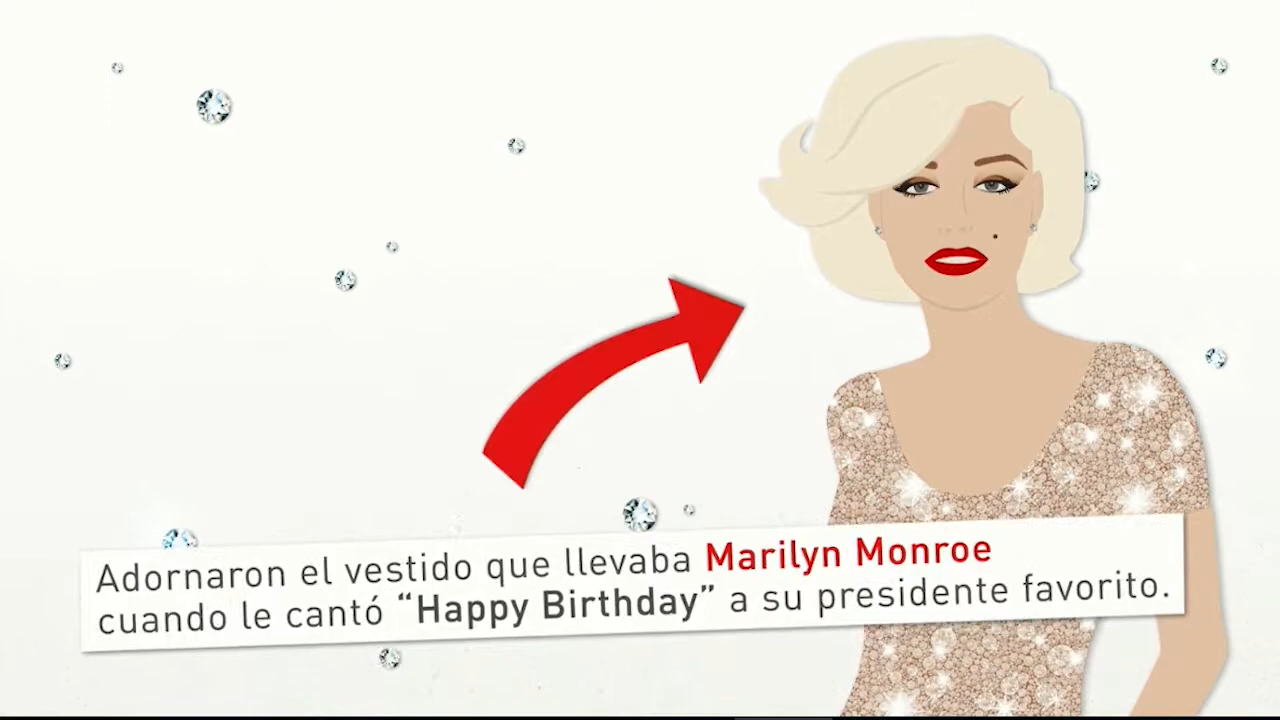 Adornaron el vestido que llevaba Marilyn Monroe
cuando le cantó “Happy Birthday” a su presidente favorito.